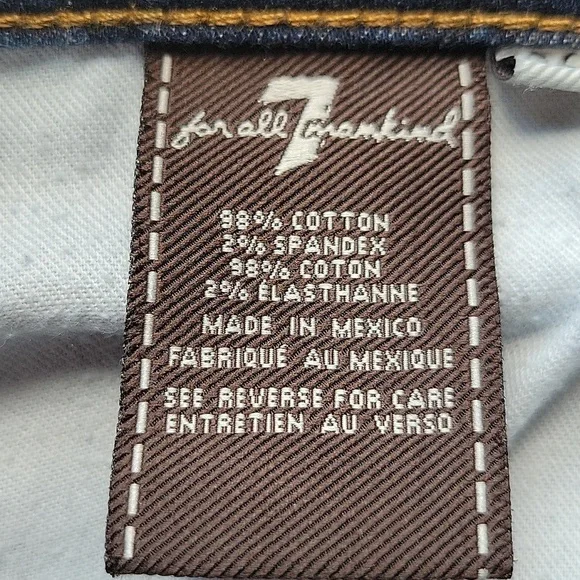 for all 7 mankind
98% COTTON
2% SPANDEX
98% COTON
2% ÉLASTHANNE
MADE IN MEXICO
FABRIQUÉ AU MEXIQUE
SEE REVERSE FOR CARE
ENTRETIEN AU VERSO